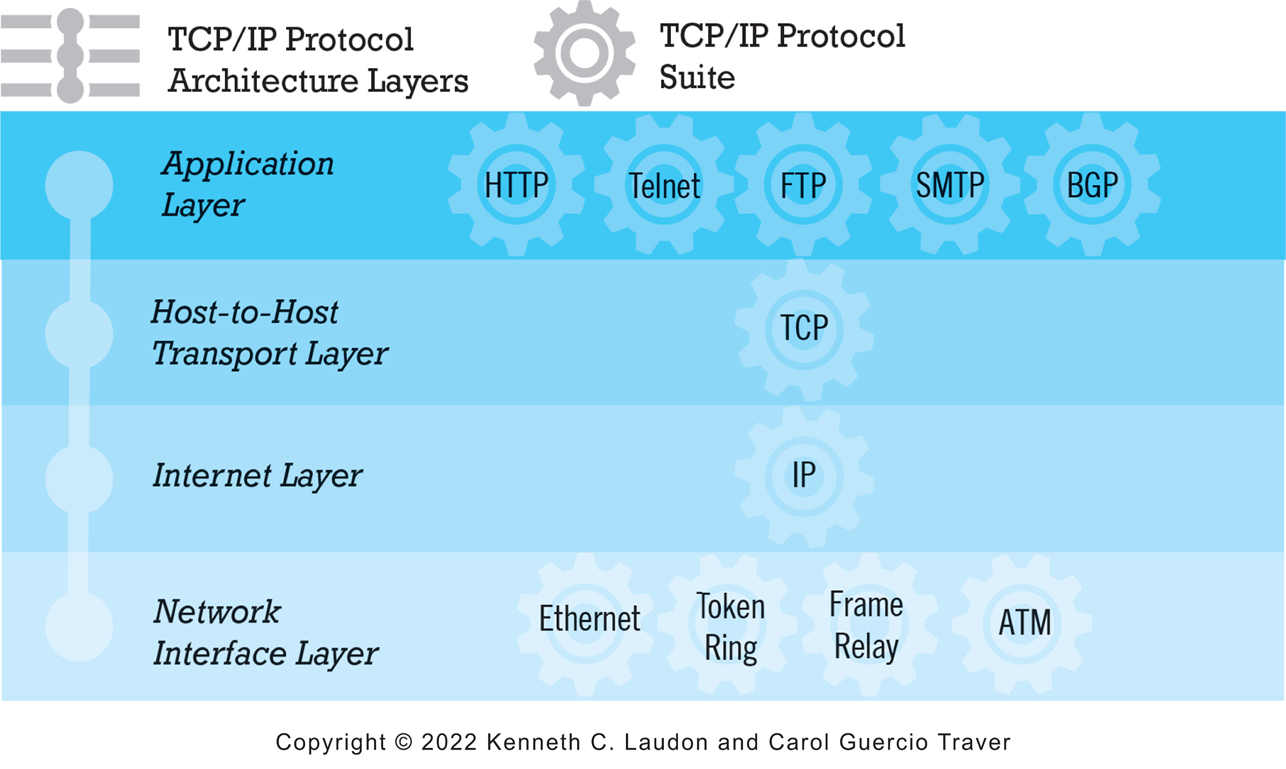 TCP/IP Protocol
Architecture Layers
TCP/IP Protocol
Suite
Application
Layer
HTTP
Telnet
FTP
SMTP
BGP
Host-to-Host
Transport Layer
TCP
Internet Layer
IP
Network
Interface Layer
Ethernet
Token
Ring
Frame
Relay
ATM
Copyright © 2022 Kenneth C. Laudon and Carol Guercio Traver